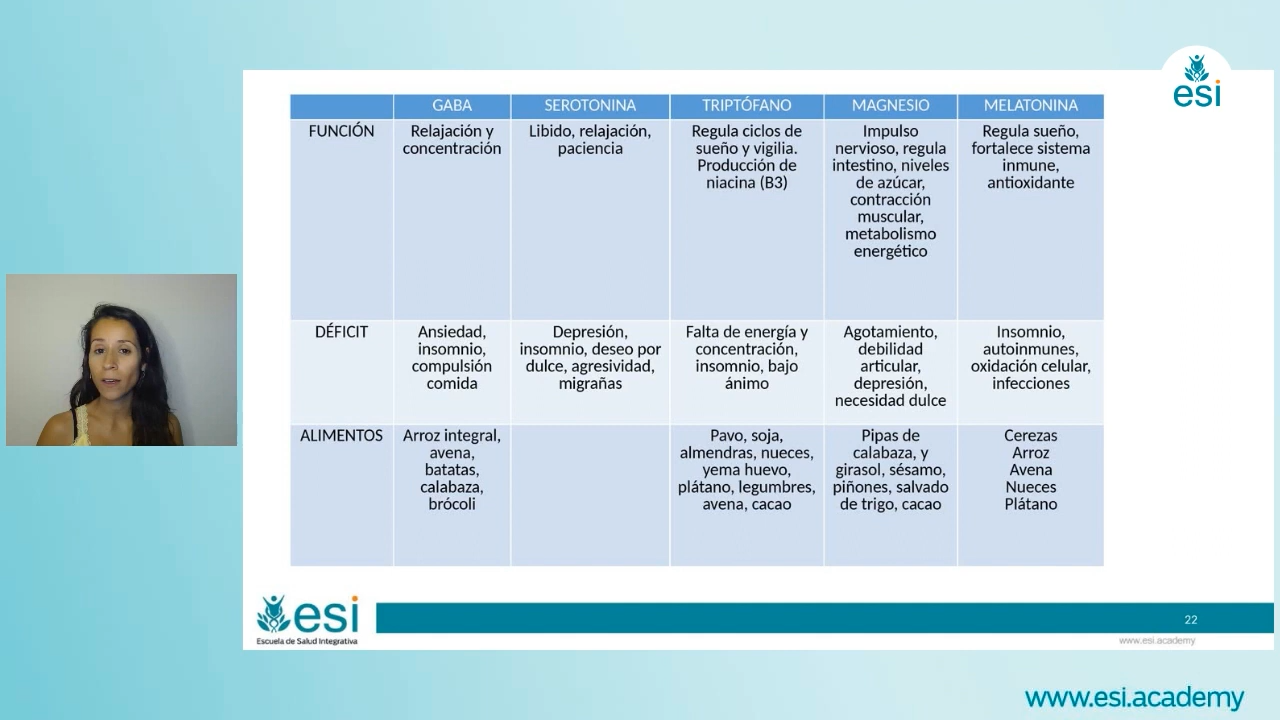 esi
GABA
SEROTONINA
TRIPTÓFANO
MAGNESIO
MELATONINA
FUNCIÓN
Relajación y
concentración
Libido, relajación,
paciencia
Regula ciclos de
sueño y vigilia.
Producción de
niacina (B3)
Impulso
nervioso, regula
intestino, niveles
de azúcar,
contracción
muscular,
metabolismo
energético
Regula sueño,
fortalece sistema
inmune,
antioxidante
DÉFICIT
Ansiedad,
insomnio,
compulsión
comida
Depresión,
insomnio, deseo por
dulce, agresividad,
migrañas
Falta de energía y
concentración,
insomnio, bajo
ánimo
Agotamiento,
debilidad
articular,
depresión,
necesidad dulce
Insomnio,
autoinmunes,
oxidación celular,
infecciones
ALIMENTOS
Arroz integral,
avena,
batatas,
calabaza,
brócoli
Pavo, soja,
almendras, nueces,
yema huevo,
plátano, legumbres,
avena, cacao
Pipas de
calabaza, y
girasol, sésamo,
piñones, salvado
de trigo, cacao
Cerezas
Arroz
Avena
Nueces
Plátano
esi
Escuela de Salud Integrativa
22
www.esi.academy
www.esi.academy